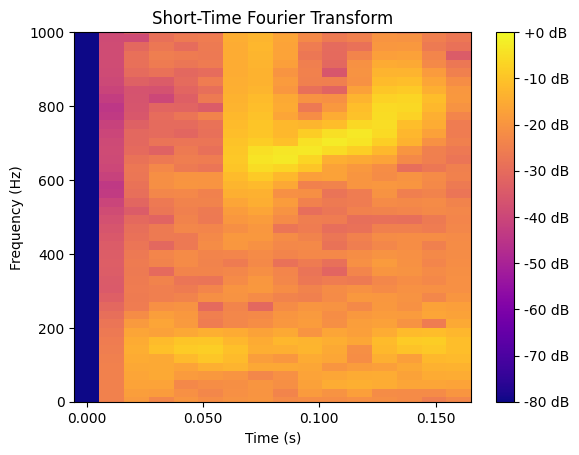 Short-Time Fourier Transform
Frequency (Hz)
1000
800
600
400
200
0
0.000
0.050
0.100
0.150
Time (s)
+0 dB
-10 dB
-20 dB
-30 dB
-40 dB
-50 dB
-60 dB
-70 dB
-80 dB